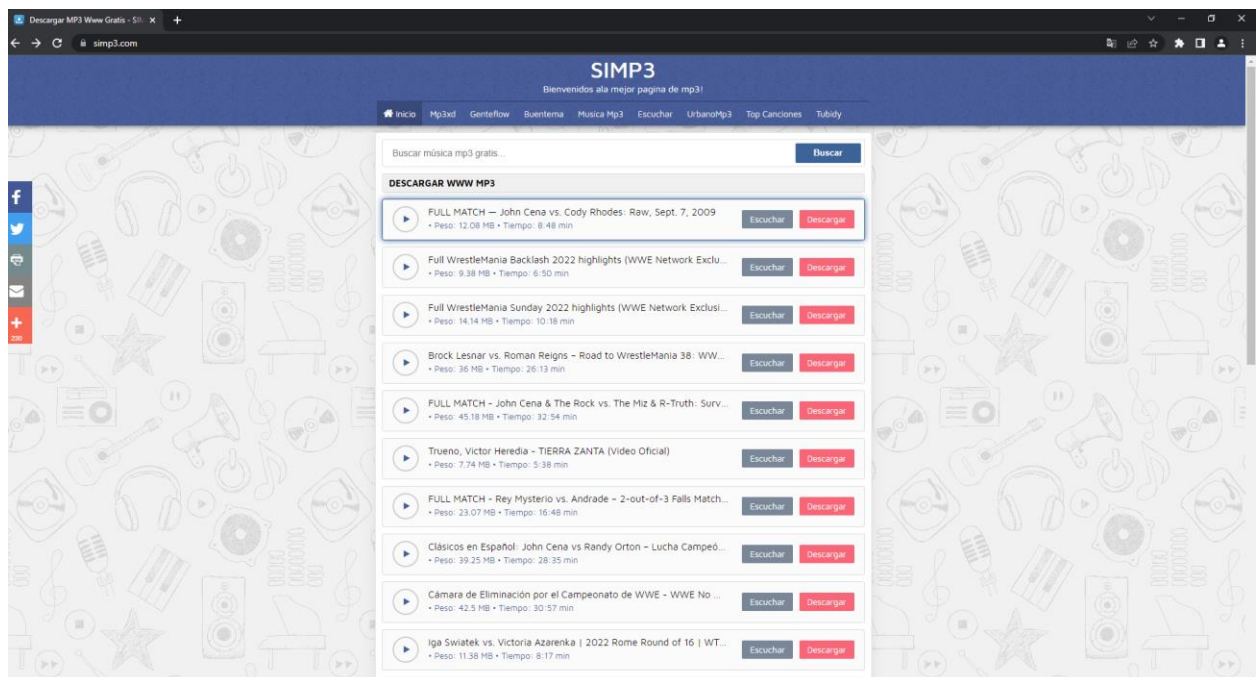 Descargar MP3 Www Gratis - SI
simp3.com
SIMP3
Bienvenidos ala mejor pagina de mp3!
Inicio Mp3xd Genteflow Buentema Musica Mp3 Escuchar UrbanoMp3 Top Canciones Tubidy
Buscar música mp3 gratis... Buscar
DESCARGAR WWW MP3
FULL MATCH — John Cena vs. Cody Rhodes: Raw, Sept. 7, 2009
• Peso: 12.08 MB • Tiempo: 8:48 min
Escuchar Descargar
Full WrestleMania Backlash 2022 highlights (WWE Network Exclu...
• Peso: 9.38 MB • Tiempo: 6:50 min
Escuchar Descargar
Full WrestleMania Sunday 2022 highlights (WWE Network Exclusi...
• Peso: 14.14 MB • Tiempo: 10:18 min
Escuchar Descargar
Brock Lesnar vs. Roman Reigns – Road to WrestleMania 38: WW...
• Peso: 36 MB • Tiempo: 26:13 min
Escuchar Descargar
FULL MATCH - John Cena & The Rock vs. The Miz & R-Truth: Surv...
• Peso: 45.18 MB • Tiempo: 32:54 min
Escuchar Descargar
Trueno, Victor Heredia - TIERRA ZANTA (Video Oficial)
• Peso: 7.74 MB • Tiempo: 5:38 min
Escuchar Descargar
FULL MATCH - Rey Mysterio vs. Andrade – 2-out-of-3 Falls Match...
• Peso: 23.07 MB • Tiempo: 16:48 min
Escuchar Descargar
Clásicos en Español: John Cena vs Randy Orton – Lucha Campeó...
• Peso: 39.25 MB • Tiempo: 28:35 min
Escuchar Descargar
Cámara de Eliminación por el Campeonato de WWE - WWE No ...
• Peso: 42.5 MB • Tiempo: 30:57 min
Escuchar Descargar
Iga Swiatek vs. Victoria Azarenka | 2022 Rome Round of 16 | WT...
• Peso: 11.38 MB • Tiempo: 8:17 min
Escuchar Descargar